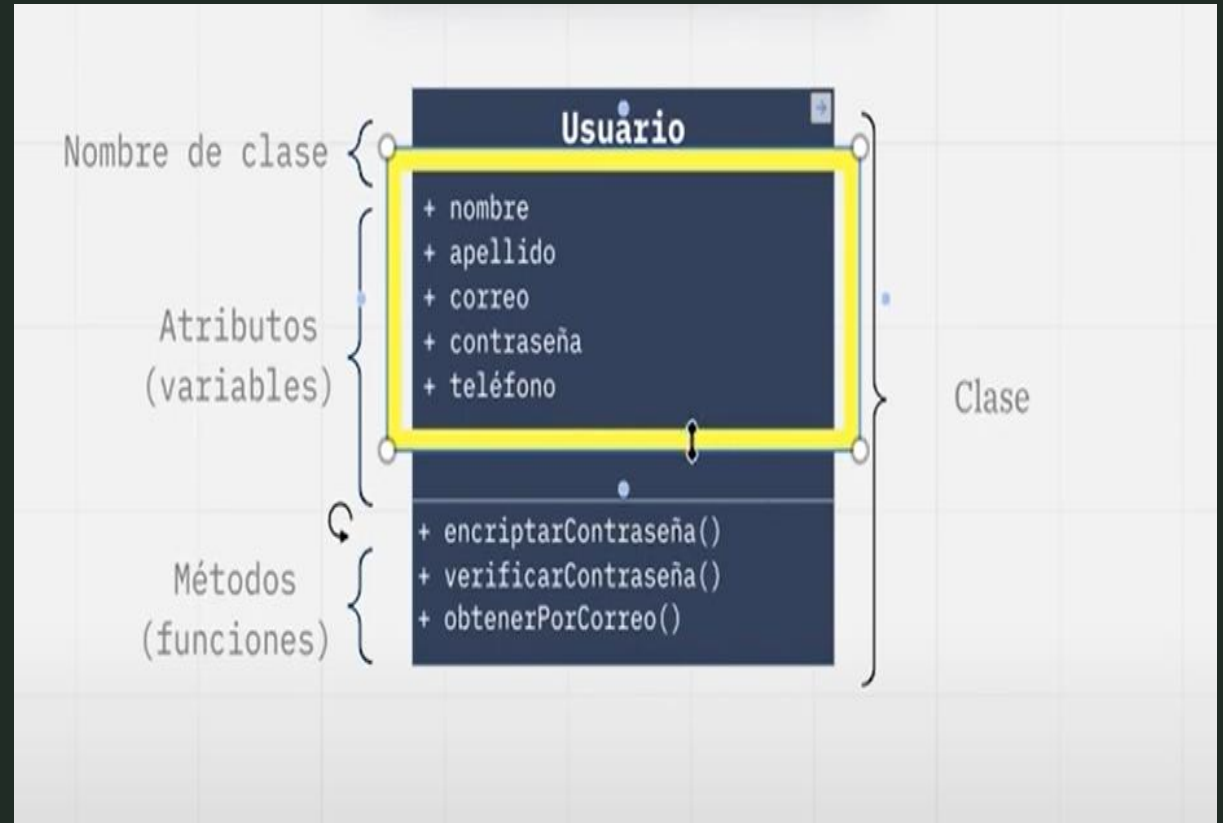 Nombre de clase
Usuario
+ nombre
+ apellido
+ correo
+ contraseña
+ teléfono
Atributos
(variables)
+ encriptarContraseña()
+ verificarContraseña()
+ obtenerPorCorreo()
Métodos
(funciones)
Clase